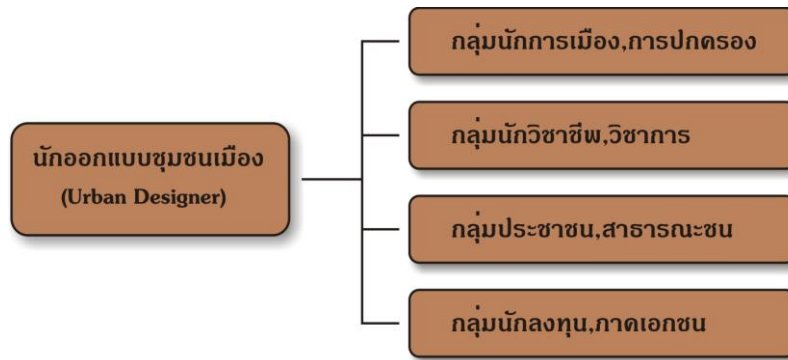 นักออกแบบชุมชนเมือง
(Urban Designer)
กลุ่มนักการเมือง,การปกครอง
กลุ่มนักวิชาชีพ,วิชาการ
กลุ่มประชาชน,สาธารณะชน
กลุ่มนักลงทุน,ภาคเอกชน